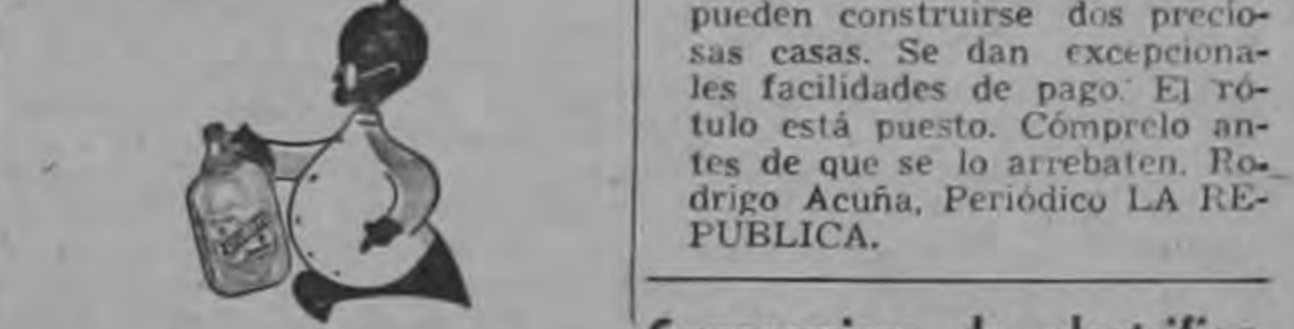 pueden construirse dos precio-
sas casas. Se dan excepciona-
les facilidades de pago. El ró-
tulo está puesto. Cómprelo an-
tes de que se lo arrebaten. Ro-
drigo Acuña, Periódico LA RE-
PUBLICA.